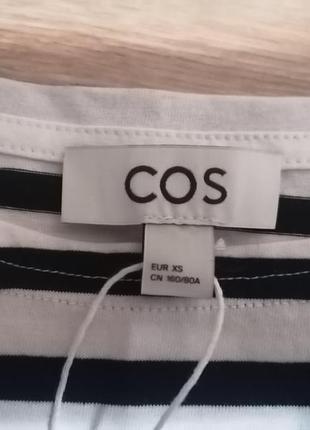 COS
EUR XS
CN 160/80A